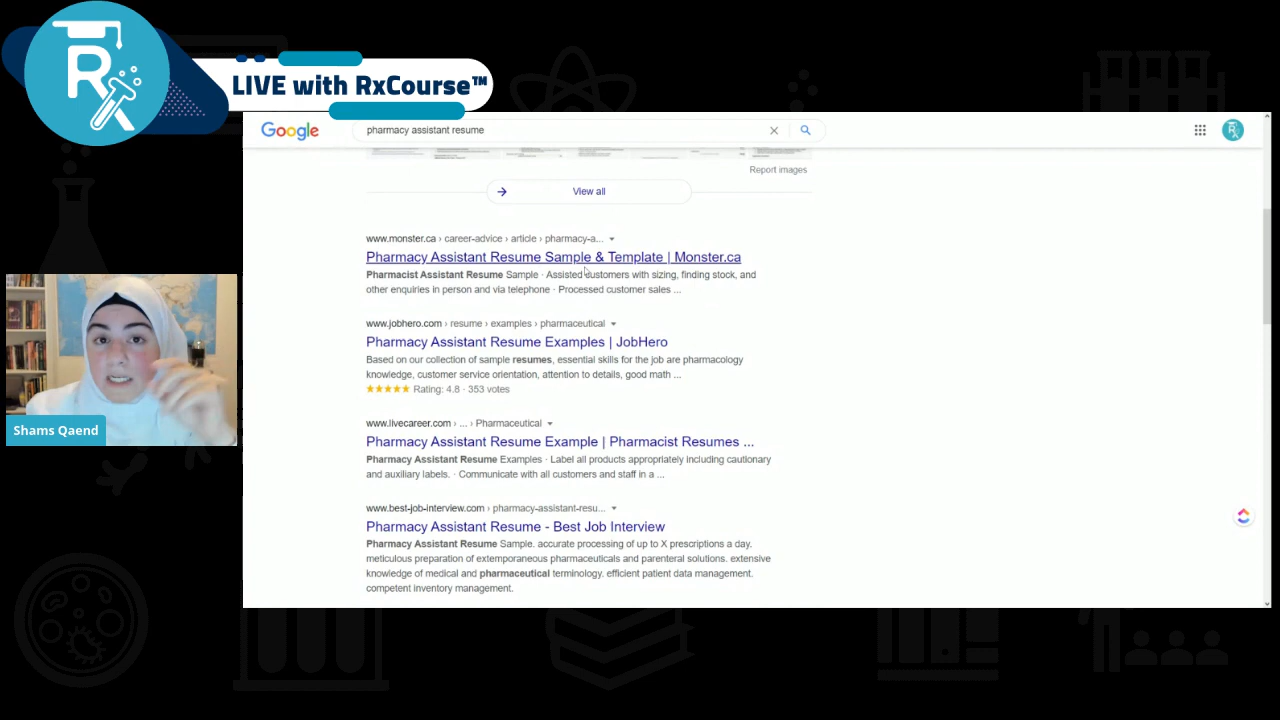 Rx
LIVE with RxCourse™
Google
pharmacy assistant resume
Report images
View all
www.monster.ca › career-advice › article › pharmacy-a...
Pharmacy Assistant Resume Sample & Template | Monster.ca
Pharmacist Assistant Resume Sample · Assisted customers with sizing, finding stock, and
other enquiries in person and via telephone · Processed customer sales ...
www.jobhero.com › resume › examples › pharmaceutical
Pharmacy Assistant Resume Examples | JobHero
Based on our collection of sample resumes, essential skills for the job are pharmacology
knowledge, customer service orientation, attention to details, good math ...
Rating: 4.8 · 353 votes
www.livecareer.com › ... › Pharmaceutical
Pharmacy Assistant Resume Example | Pharmacist Resumes ...
Pharmacy Assistant Resume Examples · Label all products appropriately including cautionary
and auxiliary labels. · Communicate with all customers and staff in a ...
www.best-job-interview.com › pharmacy-assistant-resu...
Pharmacy Assistant Resume - Best Job Interview
Pharmacy Assistant Resume Sample. accurate processing of up to X prescriptions a day.
meticulous preparation of extemporaneous pharmaceuticals and parenteral solutions. extensive
knowledge of medical and pharmaceutical terminology. efficient patient data management.
competent inventory management.
Shams Qaend